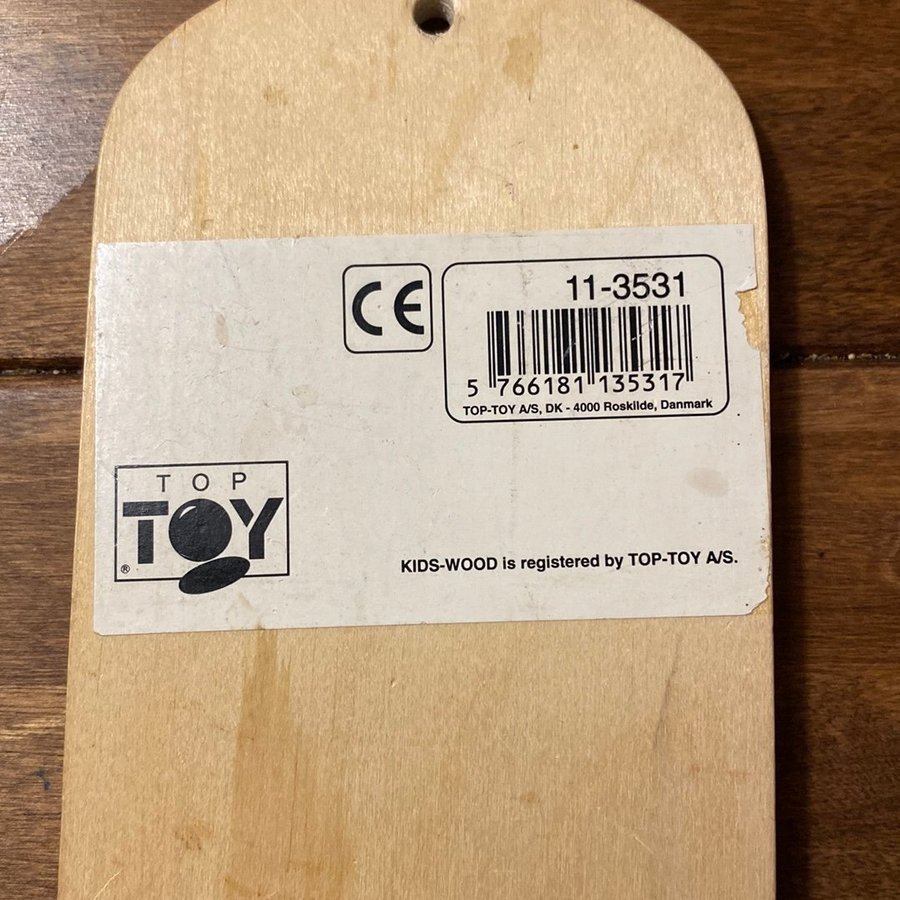 CE
11-3531
5 766181 135317
TOP-TOY A/S, DK - 4000 Roskilde, Danmark
TOP
TOY
®
KIDS-WOOD is registered by TOP-TOY A/S.